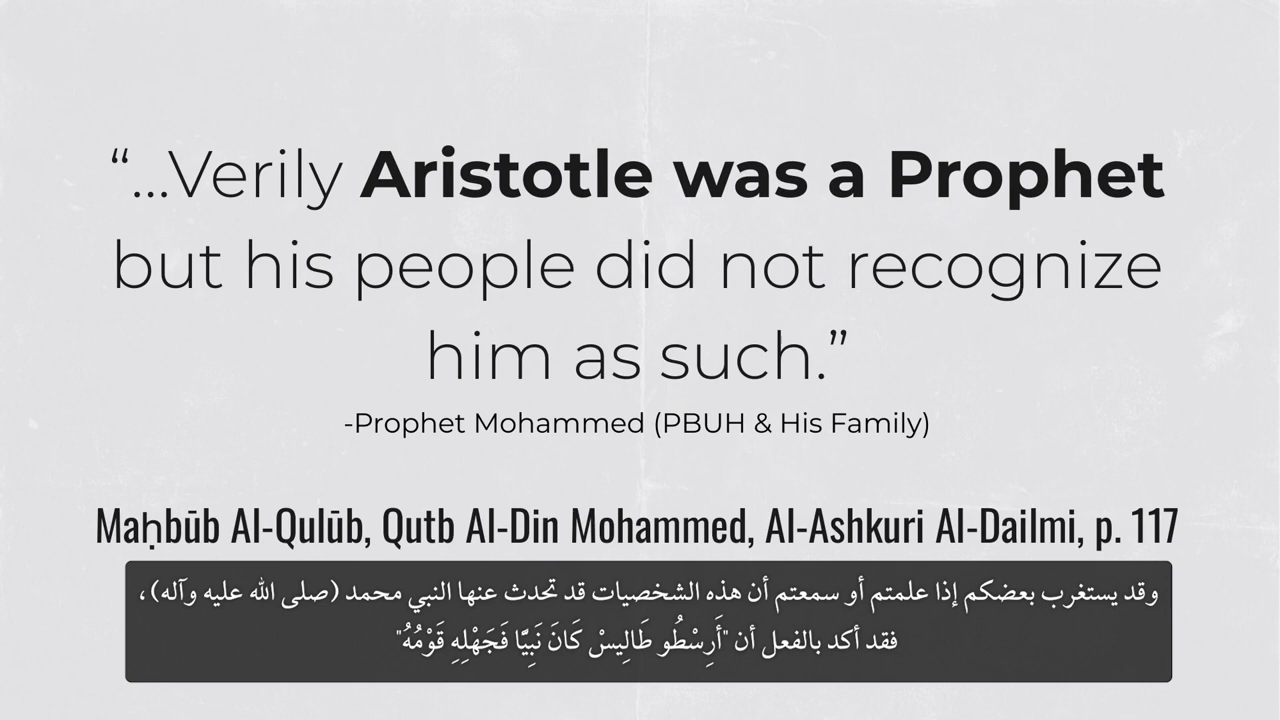 “...Verily Aristotle was a Prophet
but his people did not recognize
him as such.”
-Prophet Mohammed (PBUH & His Family)
Maḥbūb Al-Qulūb, Qutb Al-Din Mohammed, Al-Ashkuri Al-Dailmi, p. 117
وقد يستغرب بعضكم إذا علمتم أو سمعتم أن هذه الشخصيات قد تحدث عنها النبي محمد (صلى الله عليه وآله)،
فقد أكد بالفعل أن "أَرِسْطُو طَالِيسْ كَانَ نَبِيًّا فَجَهْلِهِ قَوْمُهُ"